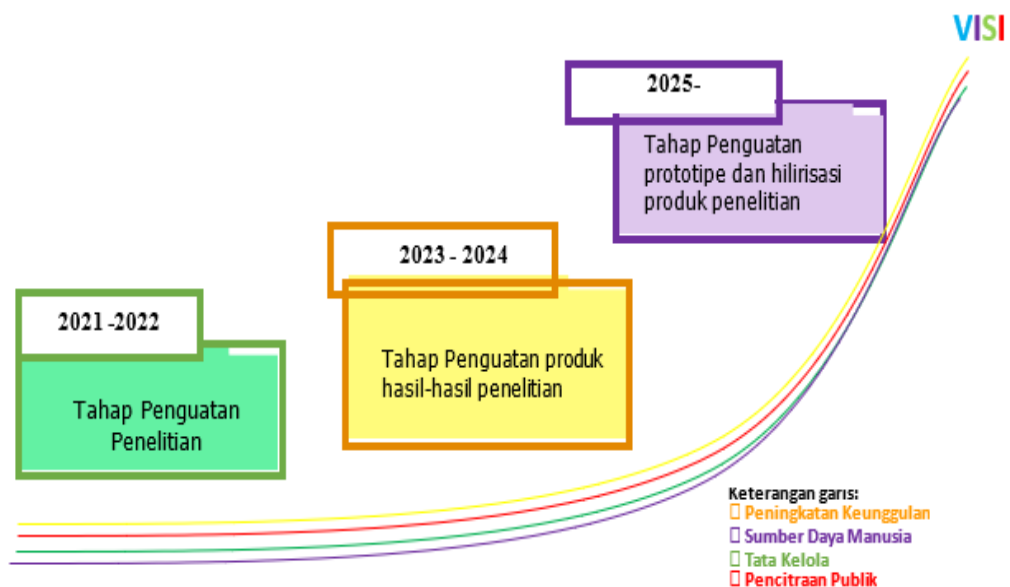 VISI
2025-
Tahap Penguatan
prototipe dan hilirisasi
produk penelitian
2023 - 2024
Tahap Penguatan produk
hasil-hasil penelitian
2021 -2022
Tahap Penguatan
Penelitian
Keterangan garis:
Peningkatan Keunggulan
Sumber Daya Manusia
Tata Kelola
Pencitraan Publik